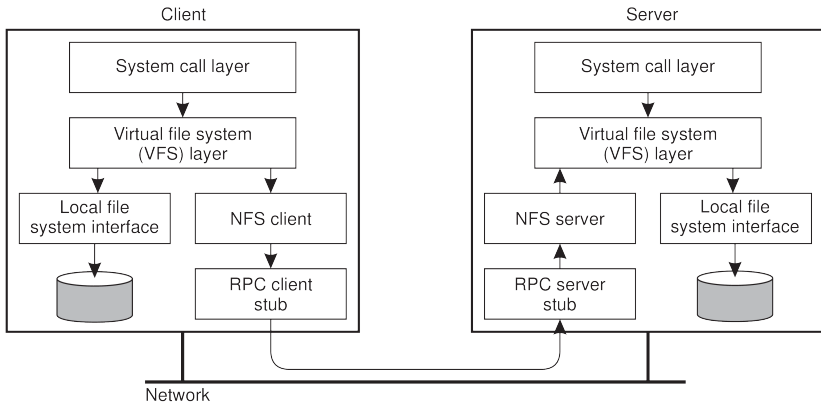 Client
Server
System call layer
System call layer
Virtual file system
(VFS) layer
Virtual file system
(VFS) layer
Local file
system interface
NFS client
NFS server
Local file
system interface
RPC client
stub
RPC server
stub
Network